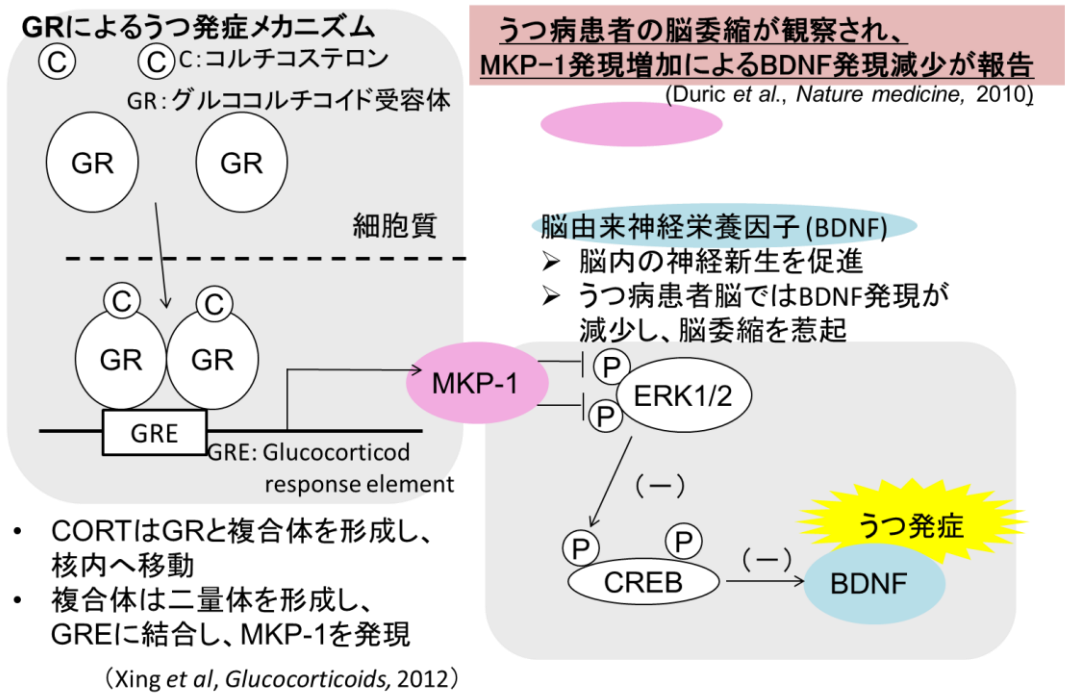 GRによるうつ発症メカニズム
C
C
C:コルチコステロン
GR:グルココルチコイド受容体
GR
GR
細胞質
C
C
GR
GR
GRE
GRE: Glucocorticod
response element
• CORTはGRと複合体を形成し、
核内へ移動
• 複合体は二量体を形成し、
GREに結合し、MKP-1を発現
(Xing et al, Glucocorticoids, 2012)
うつ病患者の脳委縮が観察され、
MKP-1発現増加によるBDNF発現減少が報告
(Duric et al., Nature medicine, 2010)
脳由来神経栄養因子(BDNF)
➢ 脳内の神経新生を促進
➢ うつ病患者脳ではBDNF発現が
減少し、脳委縮を惹起
MKP-1
P
P
ERK1/2
(-)
P
P
CREB
(-)
うつ発症
BDNF